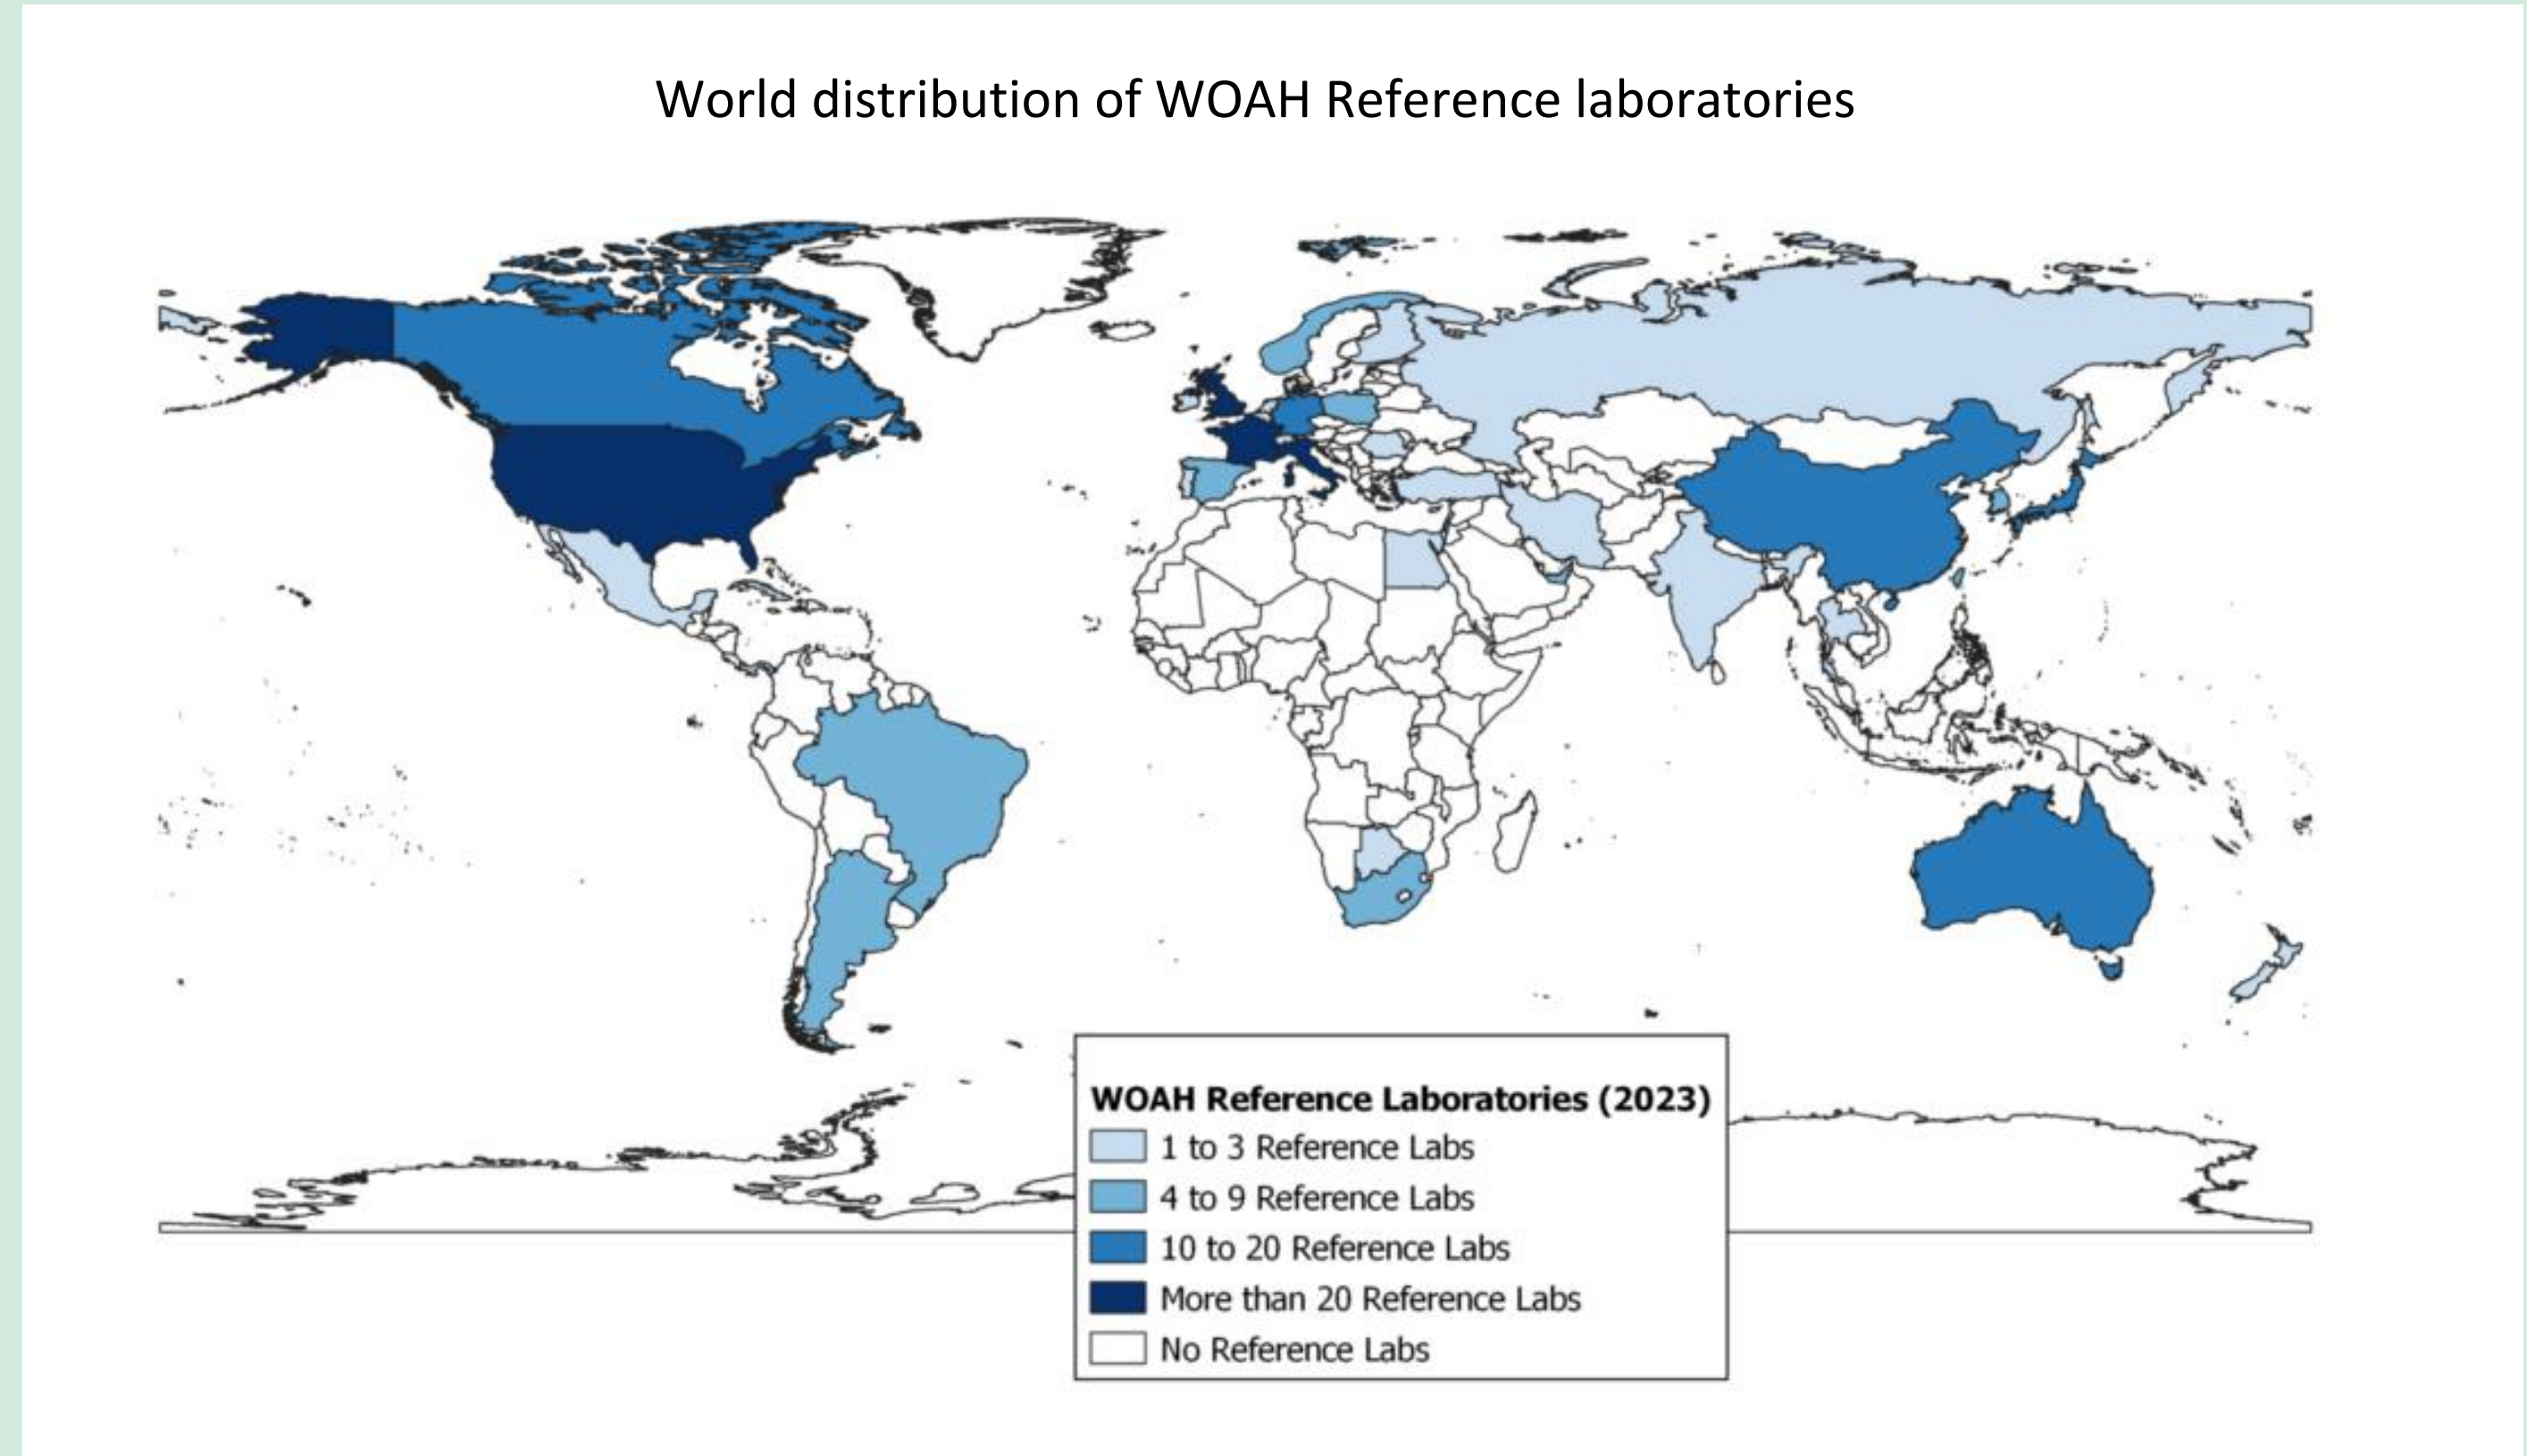 World distribution of WOAH Reference laboratories
WOAH Reference Laboratories (2023)
1 to 3 Reference Labs
4 to 9 Reference Labs
10 to 20 Reference Labs
More than 20 Reference Labs
No Reference Labs